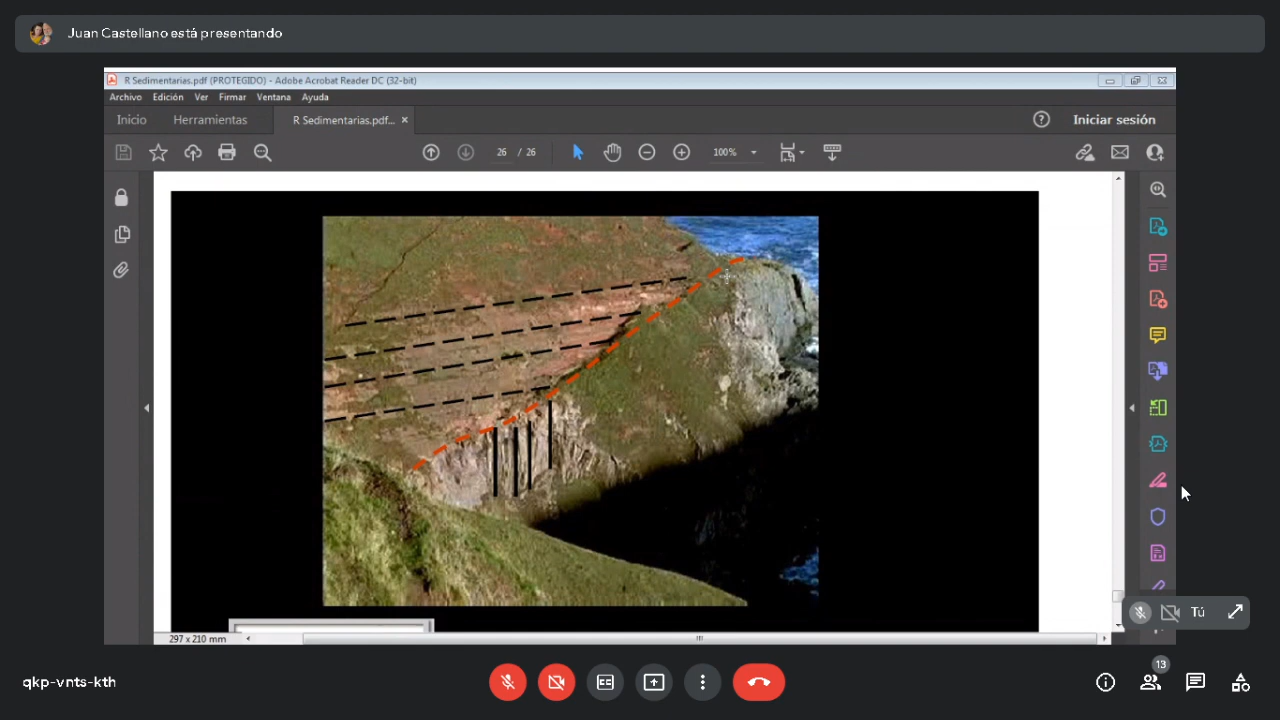 Juan Castellano está presentando
R Sedimentarias.pdf (PROTEGIDO) - Adobe Acrobat Reader DC (32-bit)
Archivo Edición Ver Firmar Ventana Ayuda
Inicio Herramientas R Sedimentarias.pdf... × Iniciar sesión
26 / 26 100%
297 x 210 mm
Tú
qkp-vnts-kth
13